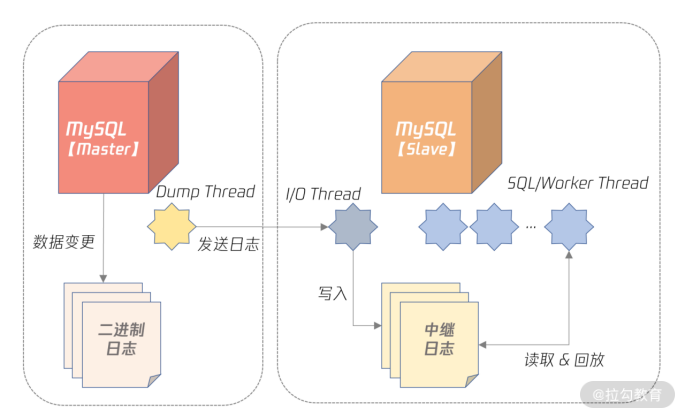 MySQL
【Master】
MySQL
【Slave】
Dump Thread
I/O Thread
SQL/Worker Thread
数据变更
发送日志
...
写入
二进制
日志
中继
日志
读取 & 回放
@拉勾教育